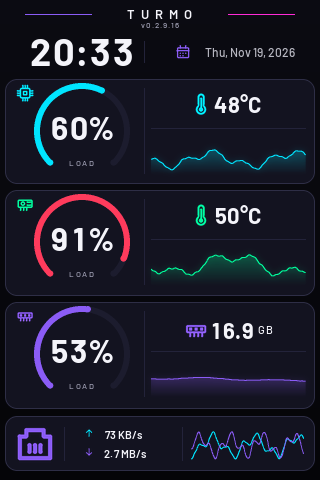 TURMO
v0.2.9.16
20:33
Thu, Nov 19, 2026
60%
LOAD
48°C
91%
LOAD
50°C
53%
LOAD
16.9 GB
↑ 73 KB/s
↓ 2.7 MB/s